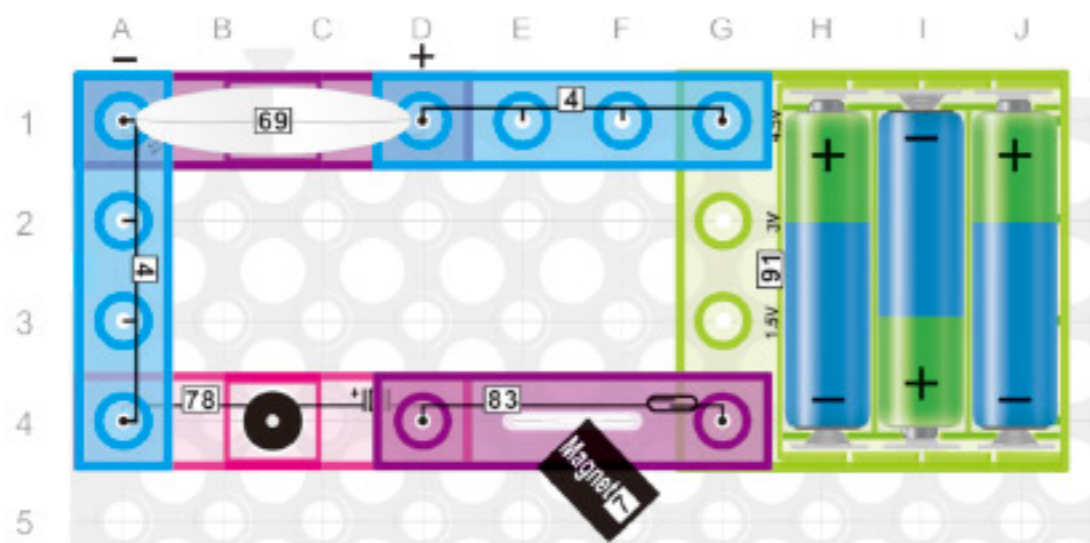 A B C D E F G H I J
− +
1 69 4 4.5V + − +
2 3V
4 91
3 1.5V
78 + 83 − + −
4
Magnet 7
5